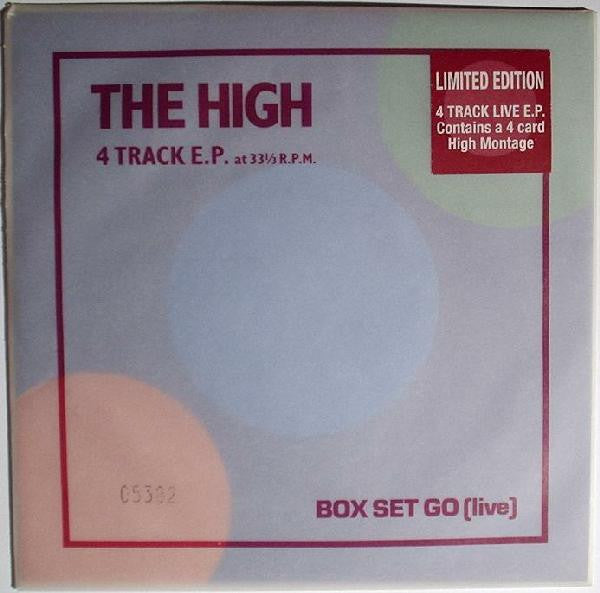 THE HIGH
4 TRACK E.P. at 33⅓ R.P.M.
LIMITED EDITION
4 TRACK LIVE E.P.
Contains a 4 card
High Montage
BOX SET GO (live)